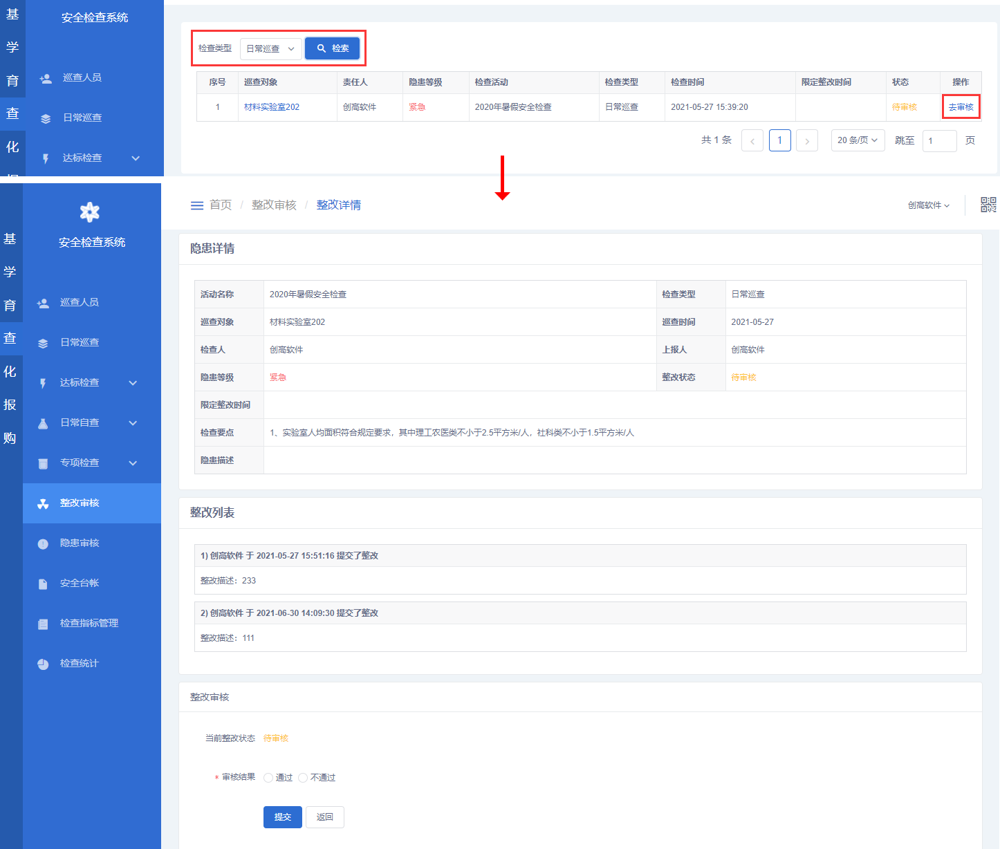 基
学
育
查
化
安全检查系统
巡查人员
日常巡查
达标检查
检查类型 日常巡查 检索
序号 巡查对象 责任人 隐患等级 检查活动 检查类型 检查时间 限定整改时间 状态 操作
1 材料实验室202 创高软件 紧急 2020年暑假安全检查 日常巡查 2021-05-27 15:39:20 待审核 去审核
共 1 条 < 1 > 20 条/页 跳至 1 页
基
学
育
查
化
报
购
安全检查系统
巡查人员
日常巡查
达标检查
日常自查
专项检查
整改审核
隐患审核
安全台帐
检查指标管理
检查统计
首页 / 整改审核 / 整改详情
创高软件
隐患详情
活动名称 2020年暑假安全检查 检查类型 日常巡查
巡查对象 材料实验室202 巡查时间 2021-05-27
检查人 创高软件 上报人 创高软件
隐患等级 紧急 整改状态 待审核
限定整改时间
检查要点 1、实验室人均面积符合规定要求，其中理工农医类不小于2.5平方米/人，社科类不小于1.5平方米/人
隐患描述
整改列表
1) 创高软件 于 2021-05-27 15:51:16 提交了整改
整改描述：233
2) 创高软件 于 2021-06-30 14:09:30 提交了整改
整改描述：111
整改审核
当前整改状态 待审核
* 审核结果 通过 不通过
提交 返回